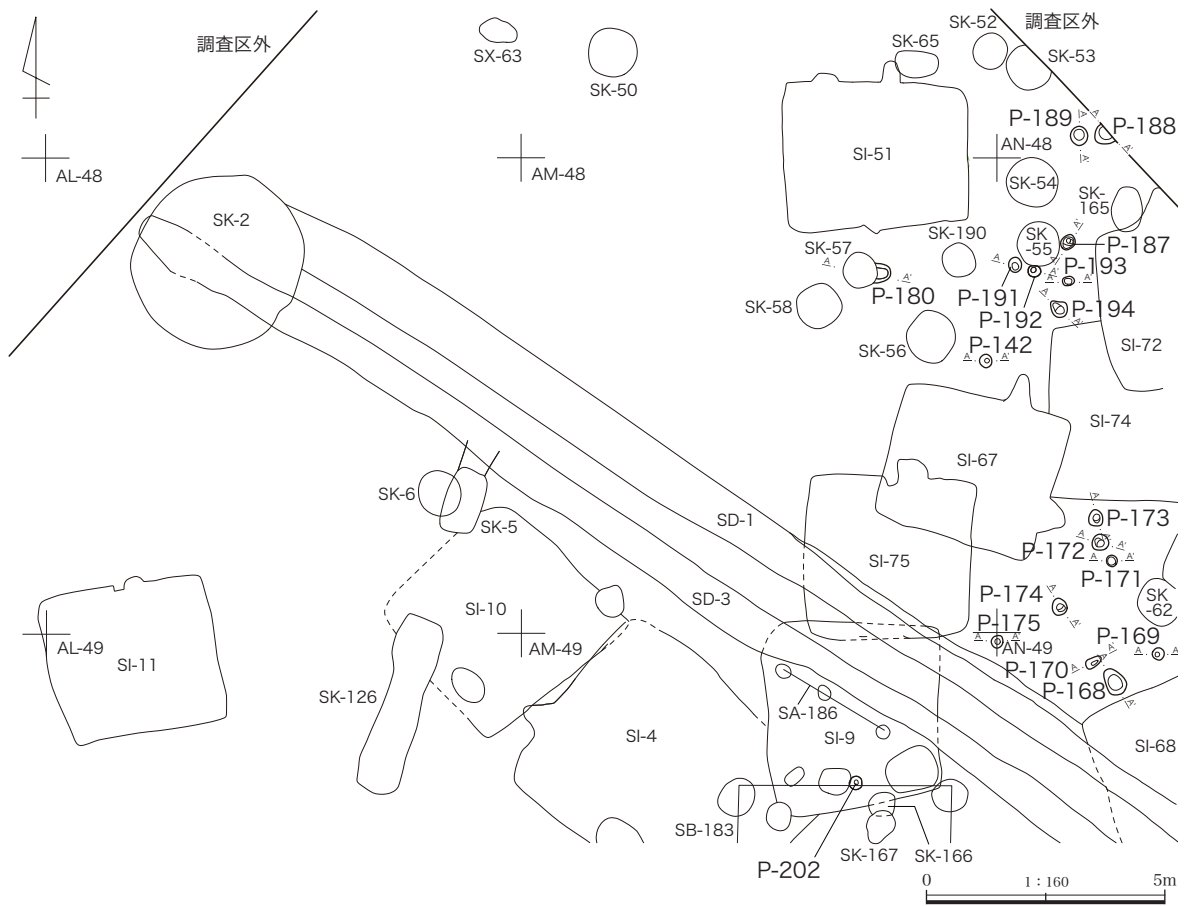 調査区外
調査区外
SX-63
SK-50
SK-65
SK-52
SK-53
P-189
P-188
AL-48
AM-48
SI-51
AN-48
SK-54
SK-
165
SK-2
SK-57
SK-190
SK
-55
P-187
P-193
P-180
P-191
P-192
P-194
SK-58
SK-56
P-142
SI-72
SI-74
SI-67
SK-6
SK-5
SD-1
SI-75
P-173
P-172
P-171
SK
-62
SI-10
SD-3
P-174
P-175
P-169
AL-49
AM-49
AN-49
SI-11
P-170
P-168
SK-126
SA-186
SI-4
SI-9
SI-68
SB-183
SK-167
SK-166
P-202
0
1：160
5m